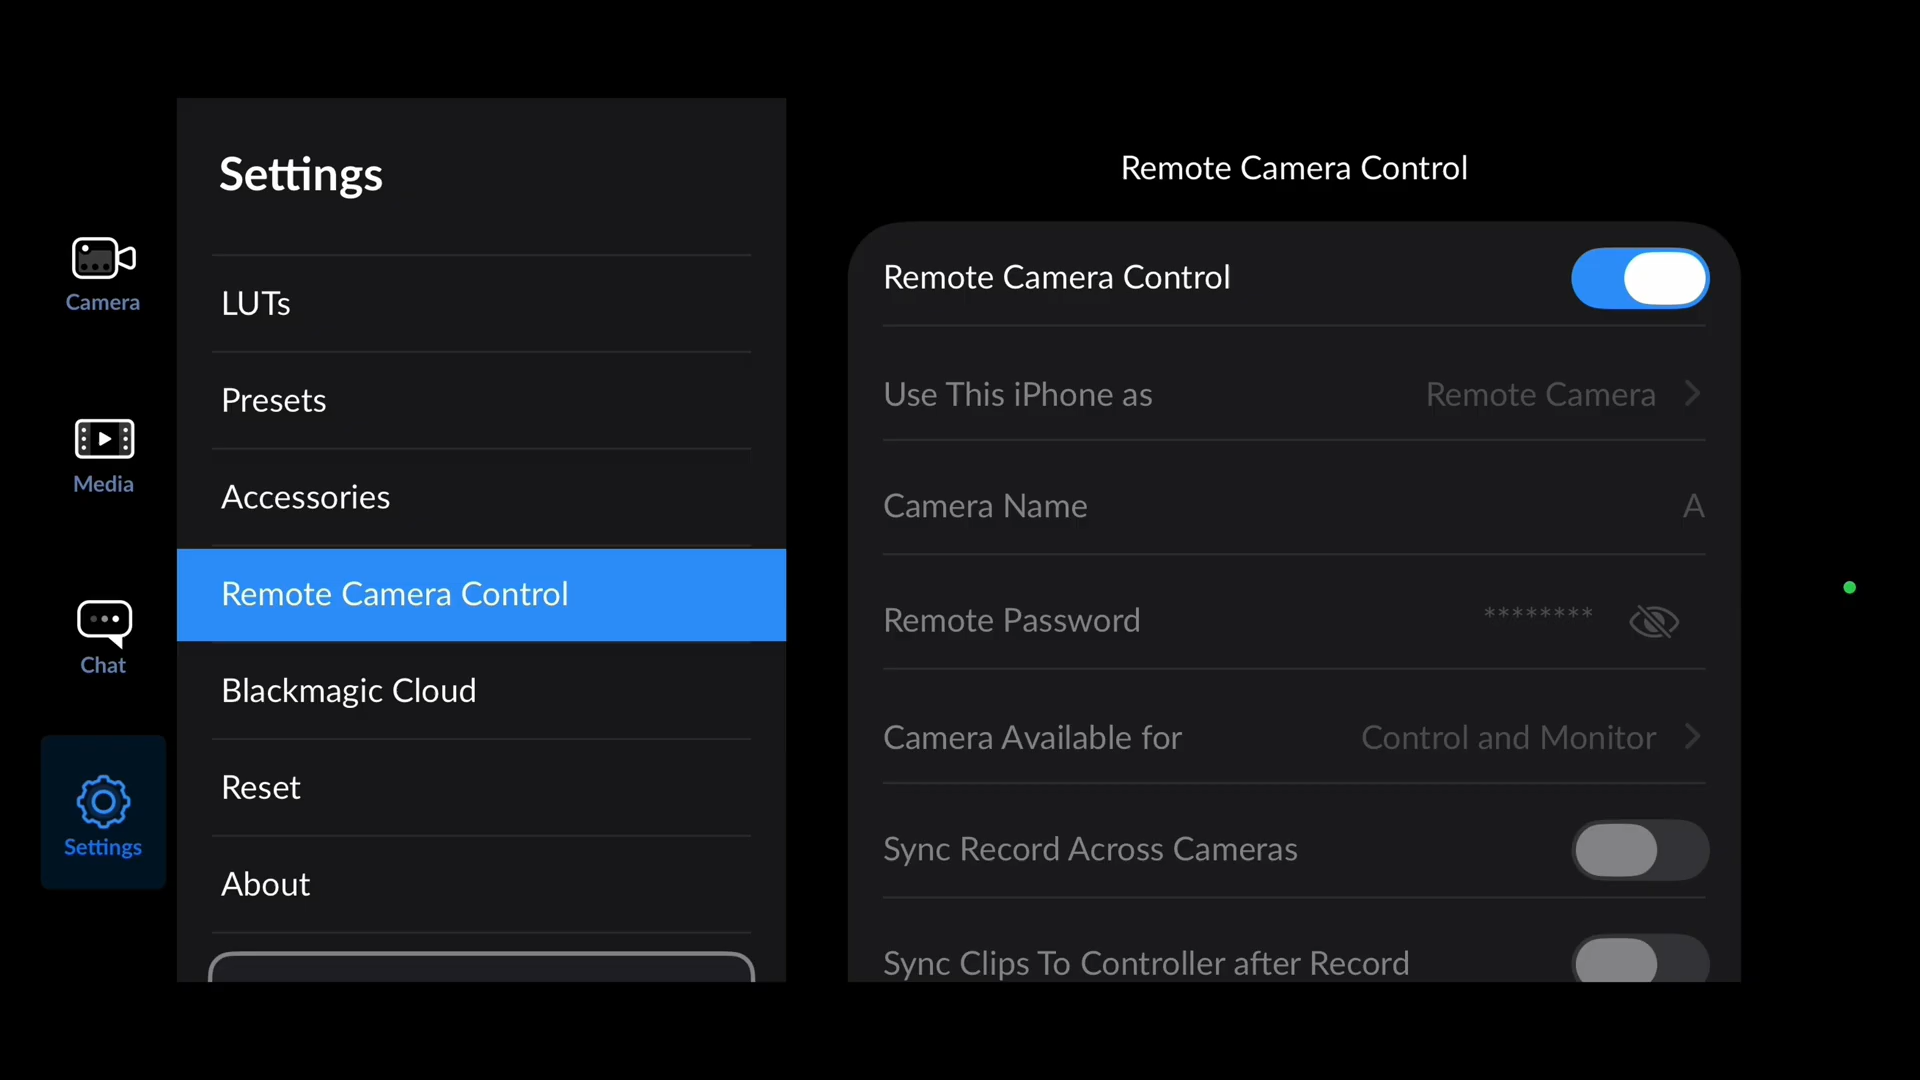 Camera
Media
Chat
Settings
Settings
LUTs
Presets
Accessories
Remote Camera Control
Blackmagic Cloud
Reset
About
Remote Camera Control
Remote Camera Control
Use This iPhone as Remote Camera
Camera Name A
Remote Password ********
Camera Available for Control and Monitor
Sync Record Across Cameras
Sync Clips To Controller after Record